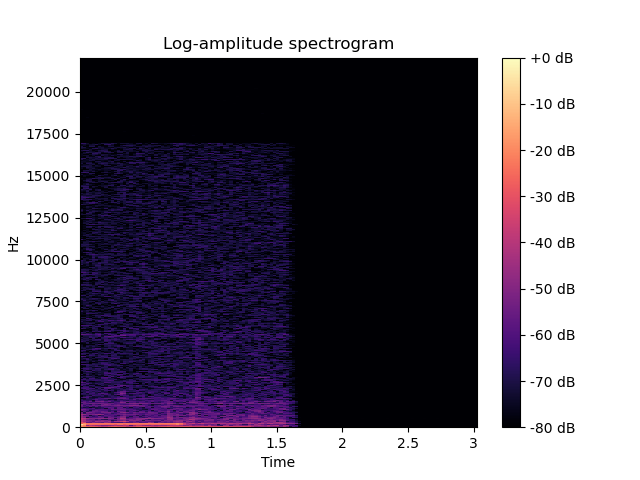 Log-amplitude spectrogram
+0 dB
20000
-10 dB
17500
-20 dB
15000
-30 dB
12500
-40 dB
Hz
10000
-50 dB
7500
-60 dB
5000
-70 dB
2500
0
-80 dB
0 0.5 1 1.5 2 2.5 3
Time